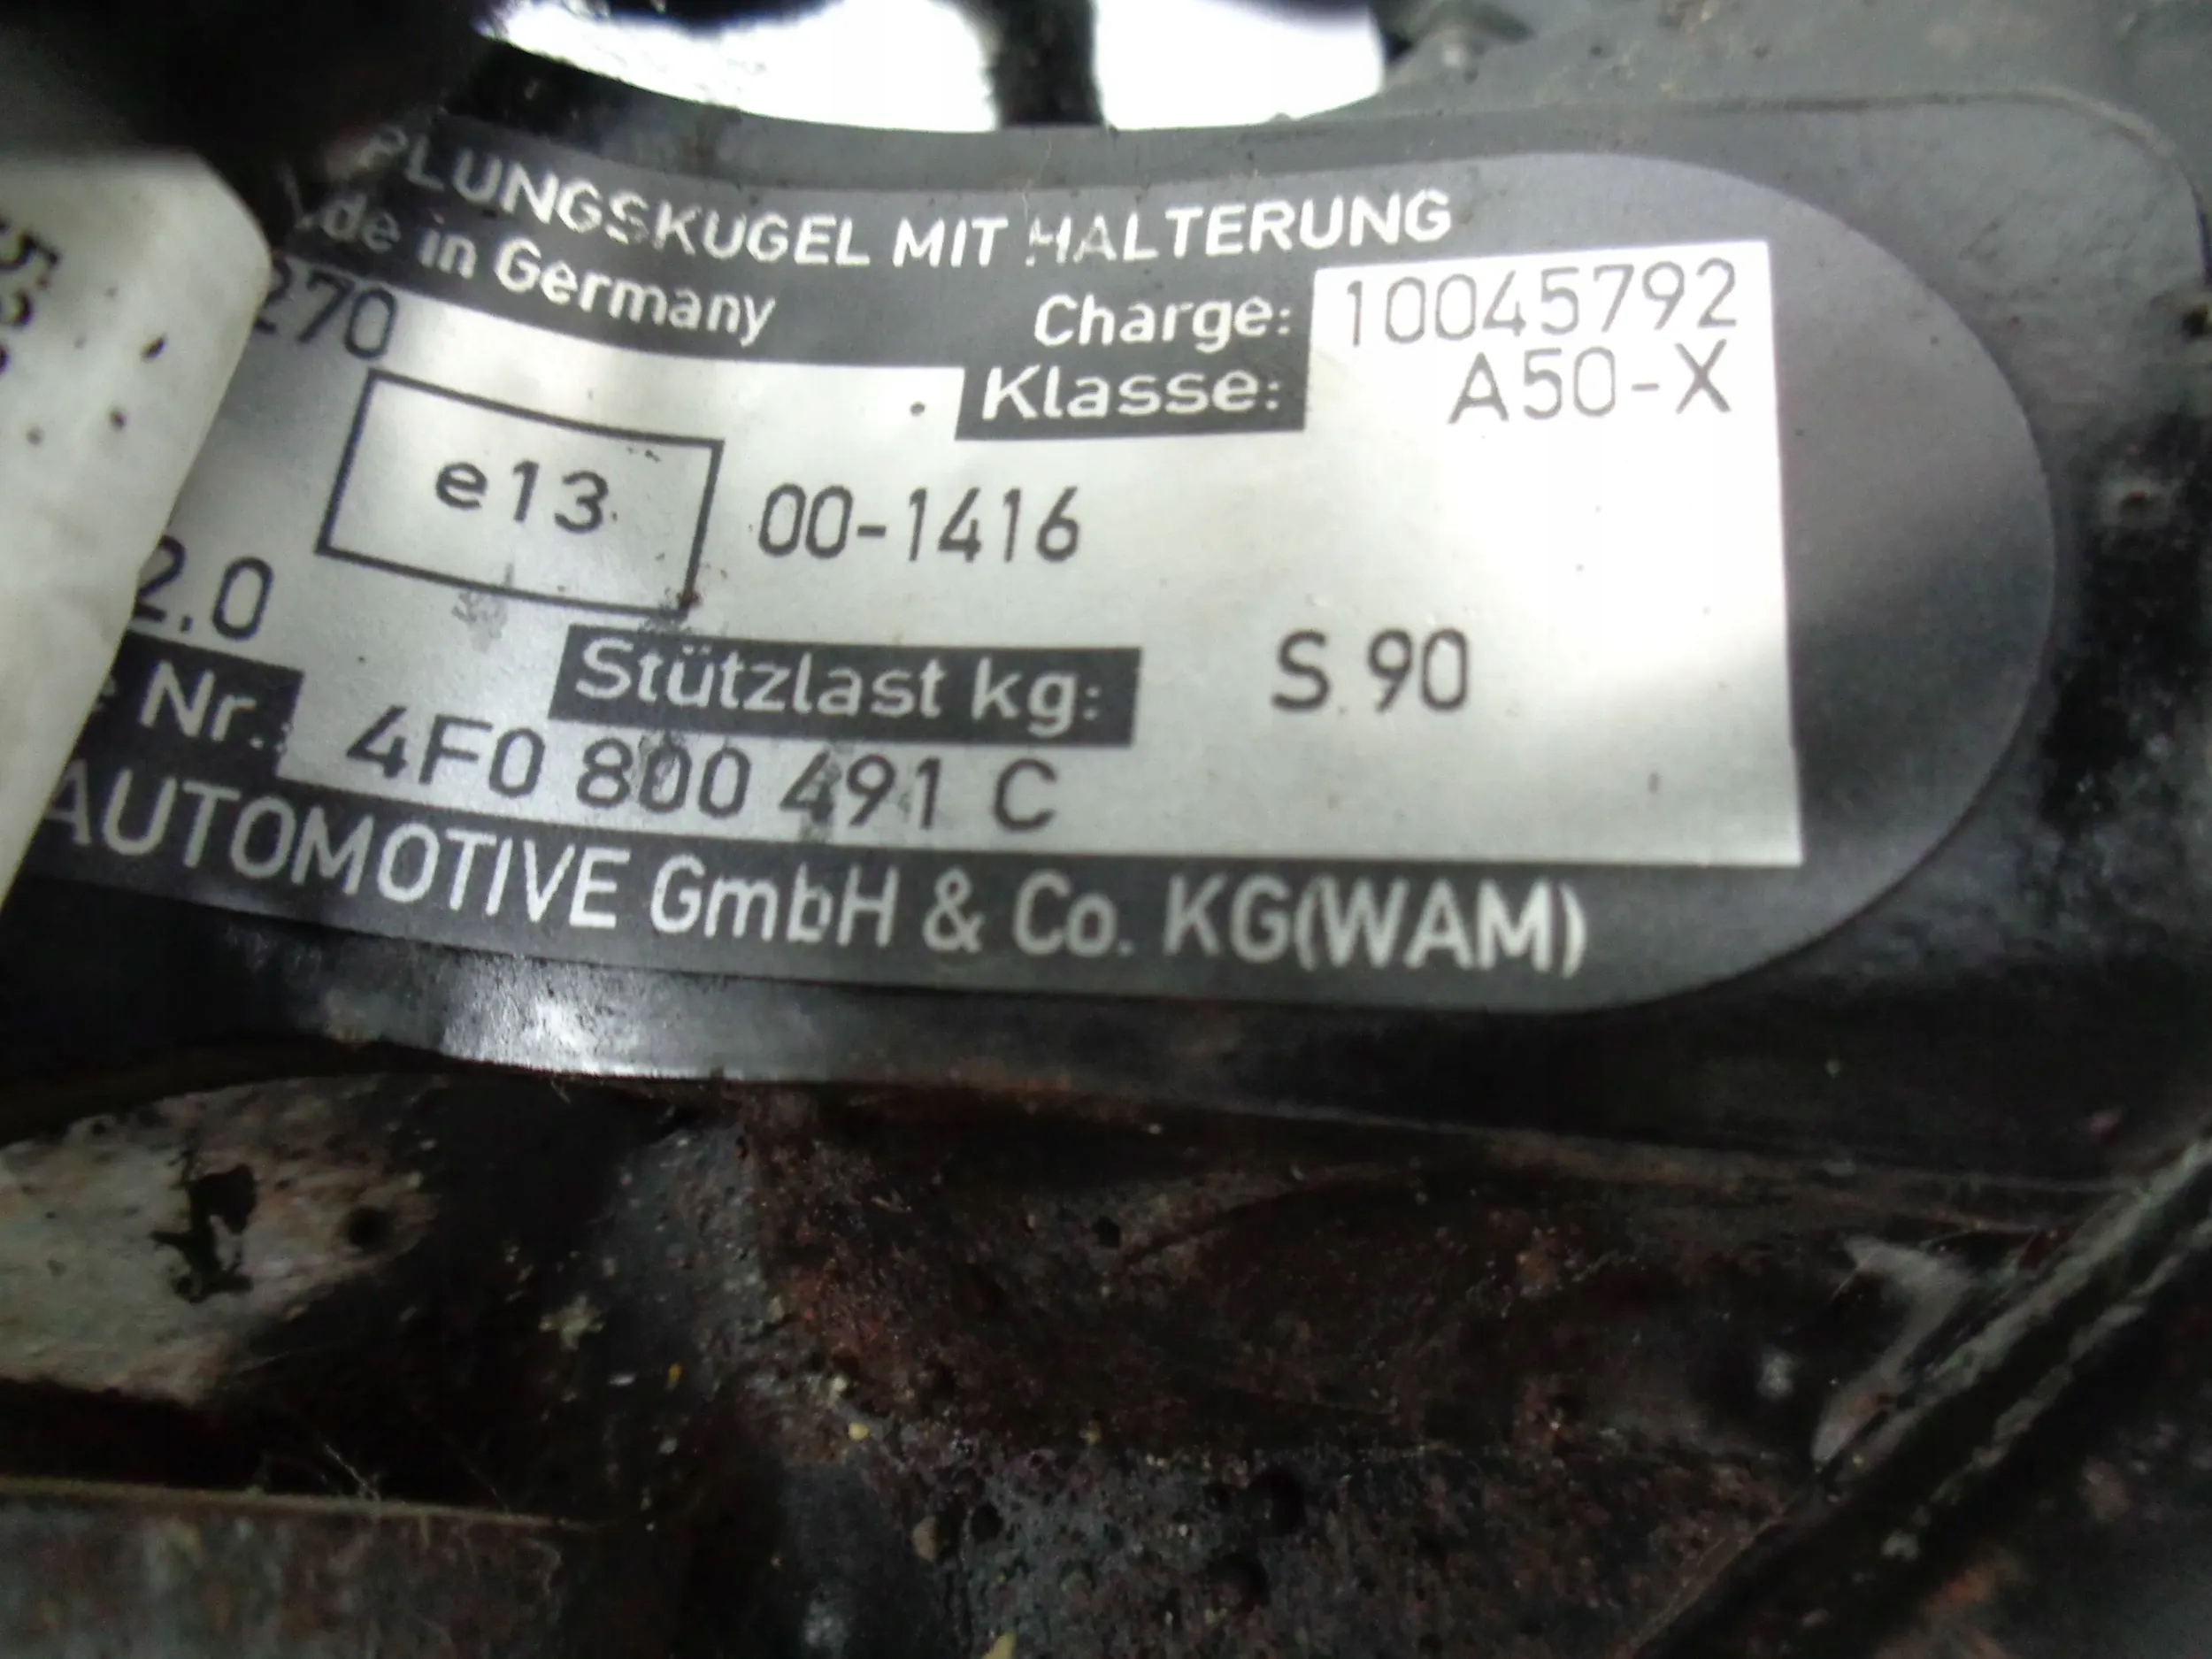 PLUNGSKUGEL MIT HALTERUNG
de in Germany
Charge: 10045792
270
Klasse: A50-X
e13 00-1416
2.0
Stützlast kg: S 90
Nr.: 4F0 800 491 C
AUTOMOTIVE GmbH & Co. KG(WAM)